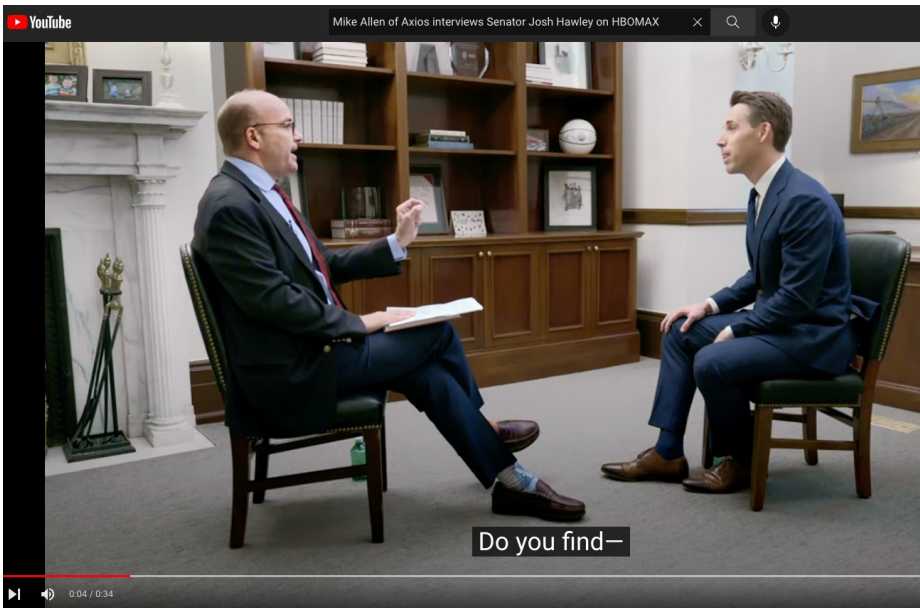 YouTube
Mike Allen of Axios interviews Senator Josh Hawley on HBOMAX
Do you find—
0:04 / 0:34